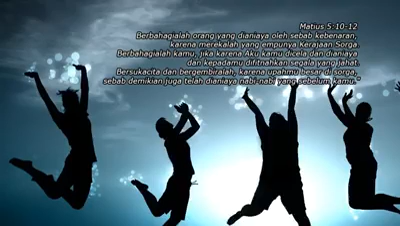 Matius 5:10-12
Berbahagialah orang yang dianiaya oleh sebab kebenaran,
karena merekalah yang empunya Kerajaan Sorga.
Berbahagialah kamu, jika karena Aku kamu dicela dan dianiaya
dan kepadamu difitnahkan segala yang jahat.
Bersukacita dan bergembiralah, karena upahmu besar di sorga,
sebab demikian juga telah dianiaya nabi-nabi yang sebelum kamu."